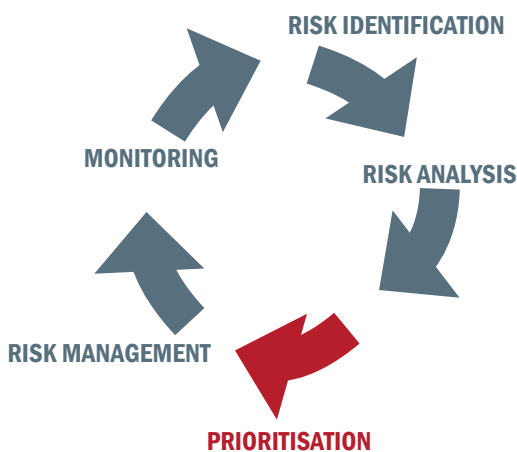 RISK IDENTIFICATION
RISK ANALYSIS
PRIORITISATION
RISK MANAGEMENT
MONITORING